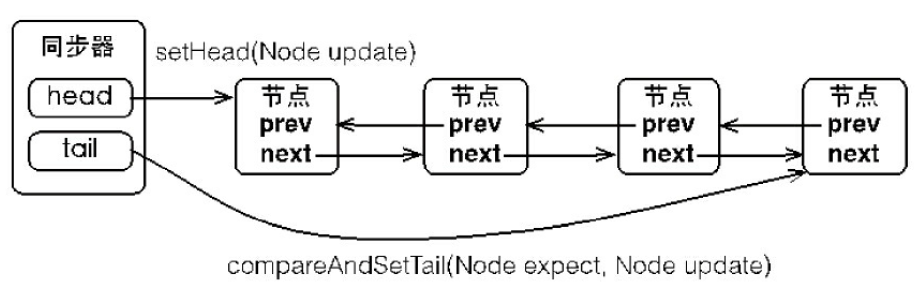 同步器
head
tail
setHead(Node update)
节点
prev
next
节点
prev
next
节点
prev
next
节点
prev
next
compareAndSetTail(Node expect, Node update)